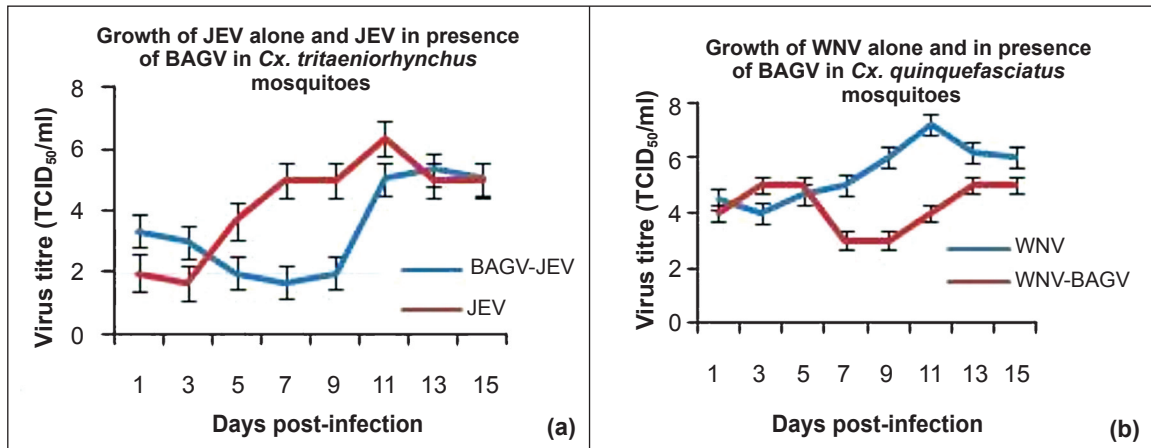 Growth of JEV alone and JEV in presence
of BAGV in Cx. tritaeniorhynchus
mosquitoes
8
6
4
2
0
Virus titre (TCID50/ml)
BAGV-JEV
JEV
1 3 5 7 9 11 13 15
Days post-infection
(a)
Growth of WNV alone and in presence
of BAGV in Cx. quinquefasciatus
mosquitoes
8
6
4
2
0
Virus titre (TCID50/ml)
WNV
WNV-BAGV
1 3 5 7 9 11 13 15
Days post-infection
(b)